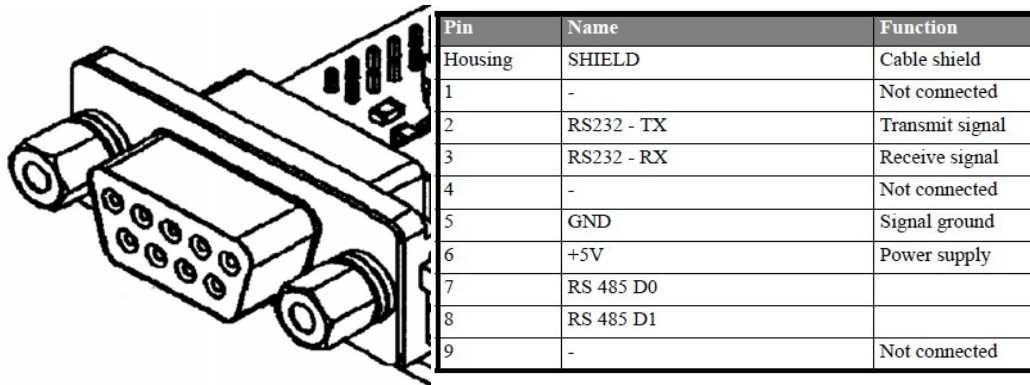 Pin Name Function
Housing SHIELD Cable shield
1 - Not connected
2 RS232 - TX Transmit signal
3 RS232 - RX Receive signal
4 - Not connected
5 GND Signal ground
6 +5V Power supply
7 RS 485 D0
8 RS 485 D1
9 - Not connected